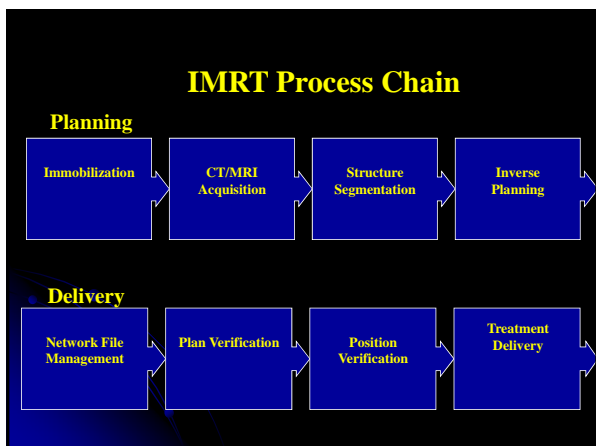 IMRT Process Chain
Planning
Immobilization
CT/MRI
Acquisition
Structure
Segmentation
Inverse
Planning
Delivery
Network File
Management
Plan Verification
Position
Verification
Treatment
Delivery